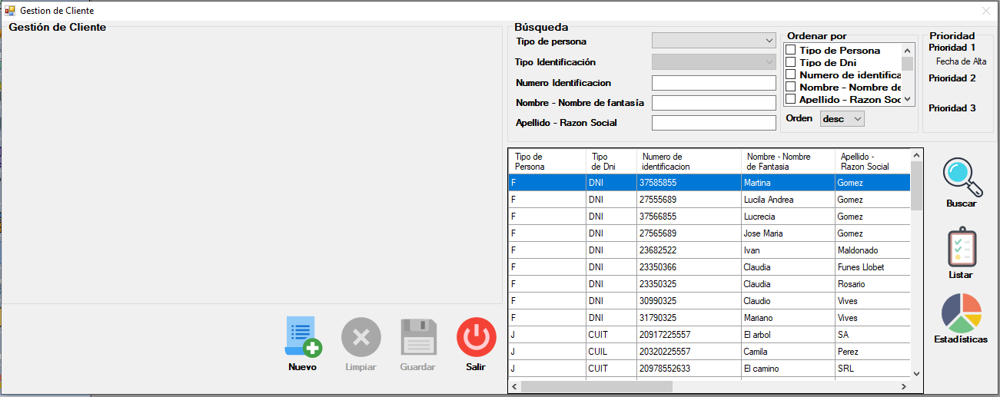 Gestion de Cliente
Gestión de Cliente
Búsqueda
Tipo de persona
Tipo Identificación
Numero Identificacion
Nombre - Nombre de fantasía
Apellido - Razon Social
Ordenar por
Tipo de Persona
Tipo de Dni
Numero de identifica
Nombre - Nombre de
Apellido - Razon Soc
Orden desc
Prioridad
Prioridad 1
Fecha de Alta
Prioridad 2
Prioridad 3
Tipo de Persona Tipo de Dni Numero de identificacion Nombre - Nombre de Fantasia Apellido - Razon Social
F DNI 37585855 Martina Gomez
F DNI 27555689 Lucila Andrea Gomez
F DNI 37566855 Lucrecia Gomez
F DNI 27565689 Jose Maria Gomez
F DNI 23682522 Ivan Maldonado
F DNI 23350366 Claudia Funes Llobet
F DNI 23350325 Claudia Rosario
F DNI 30990325 Claudio Vives
F DNI 31790325 Mariano Vives
J CUIT 20917225557 El arbol SA
J CUIL 20320225557 Camila Perez
J CUIT 20978552633 El camino SRL
Buscar
Listar
Estadísticas
Nuevo
Limpiar
Guardar
Salir